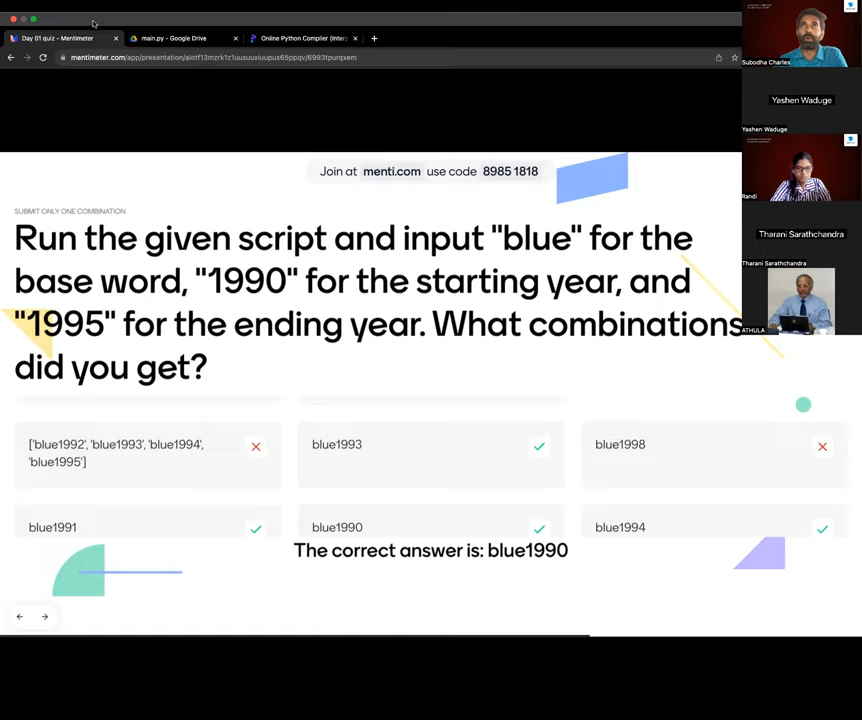 Day 01 quiz - Mentimeter
main.py - Google Drive
Online Python Compiler (Interp
mentimeter.com/app/presentation/
Join at menti.com use code 8985 1818
SUBMIT ONLY ONE COMBINATION
Run the given script and input "blue" for the
base word, "1990" for the starting year, and
"1995" for the ending year. What combinations
did you get?
['blue1992', 'blue1993', 'blue1994',
'blue1995']
blue1993
blue1998
blue1991
blue1990
blue1994
The correct answer is: blue1990
Subodha Charles
Yashen Waduge
Yashen Waduge
Randi
Tharani Sarathchandra
Tharani Sarathchandra
ATHULA